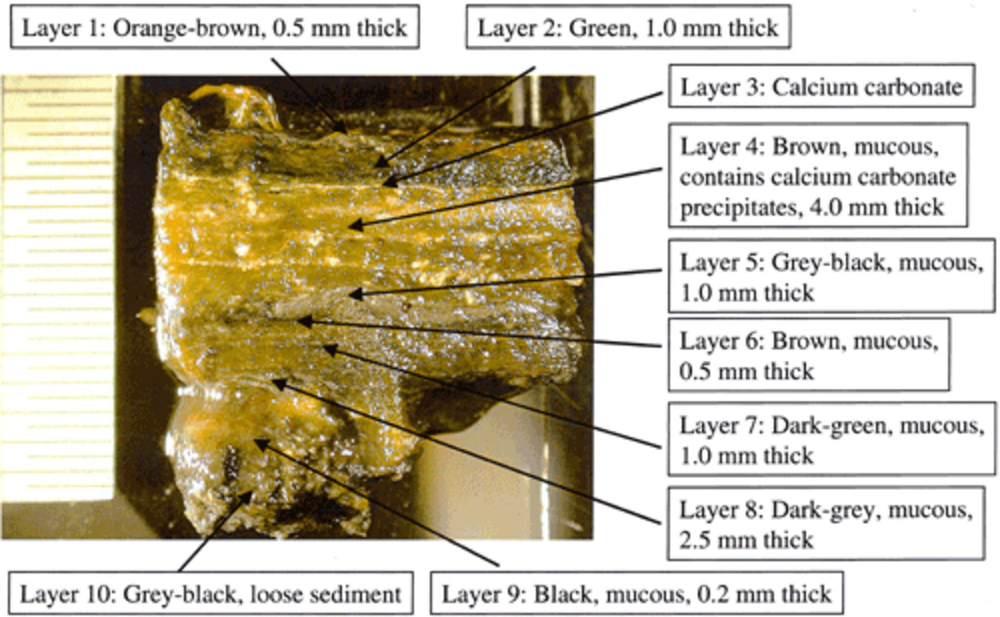 Layer 1: Orange-brown, 0.5 mm thick
Layer 2: Green, 1.0 mm thick
Layer 3: Calcium carbonate
Layer 4: Brown, mucous,
contains calcium carbonate
precipitates, 4.0 mm thick
Layer 5: Grey-black, mucous,
1.0 mm thick
Layer 6: Brown, mucous,
0.5 mm thick
Layer 7: Dark-green, mucous,
1.0 mm thick
Layer 8: Dark-grey, mucous,
2.5 mm thick
Layer 10: Grey-black, loose sediment
Layer 9: Black, mucous, 0.2 mm thick